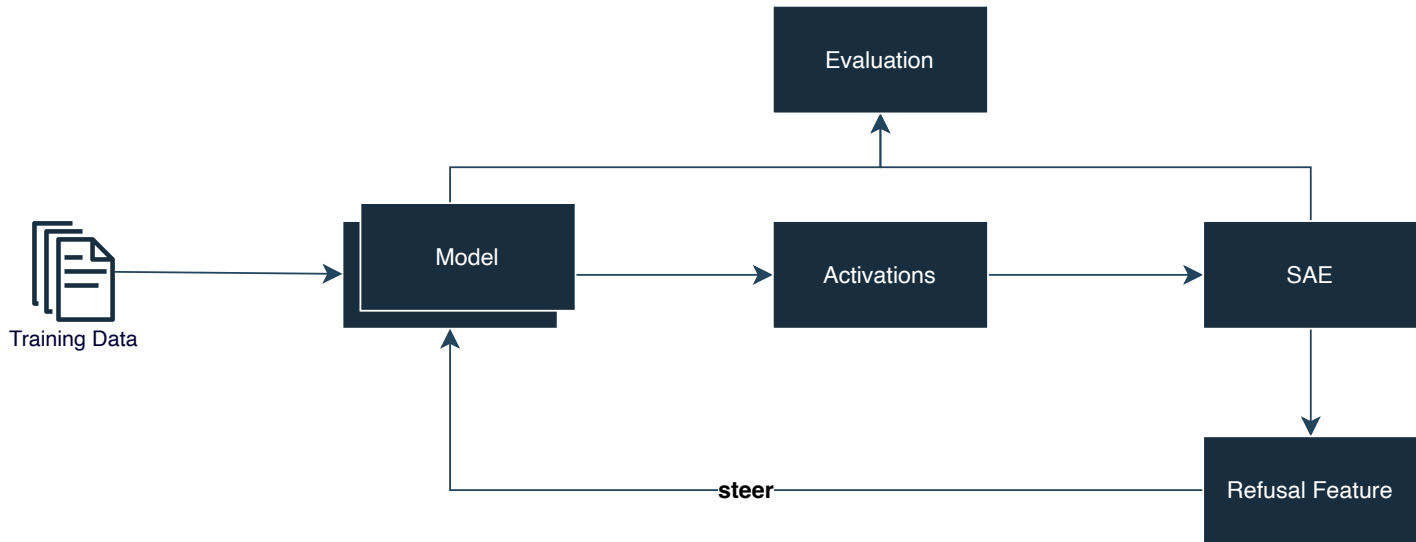 Evaluation
Model
Activations
SAE
Training Data
steer
Refusal Feature